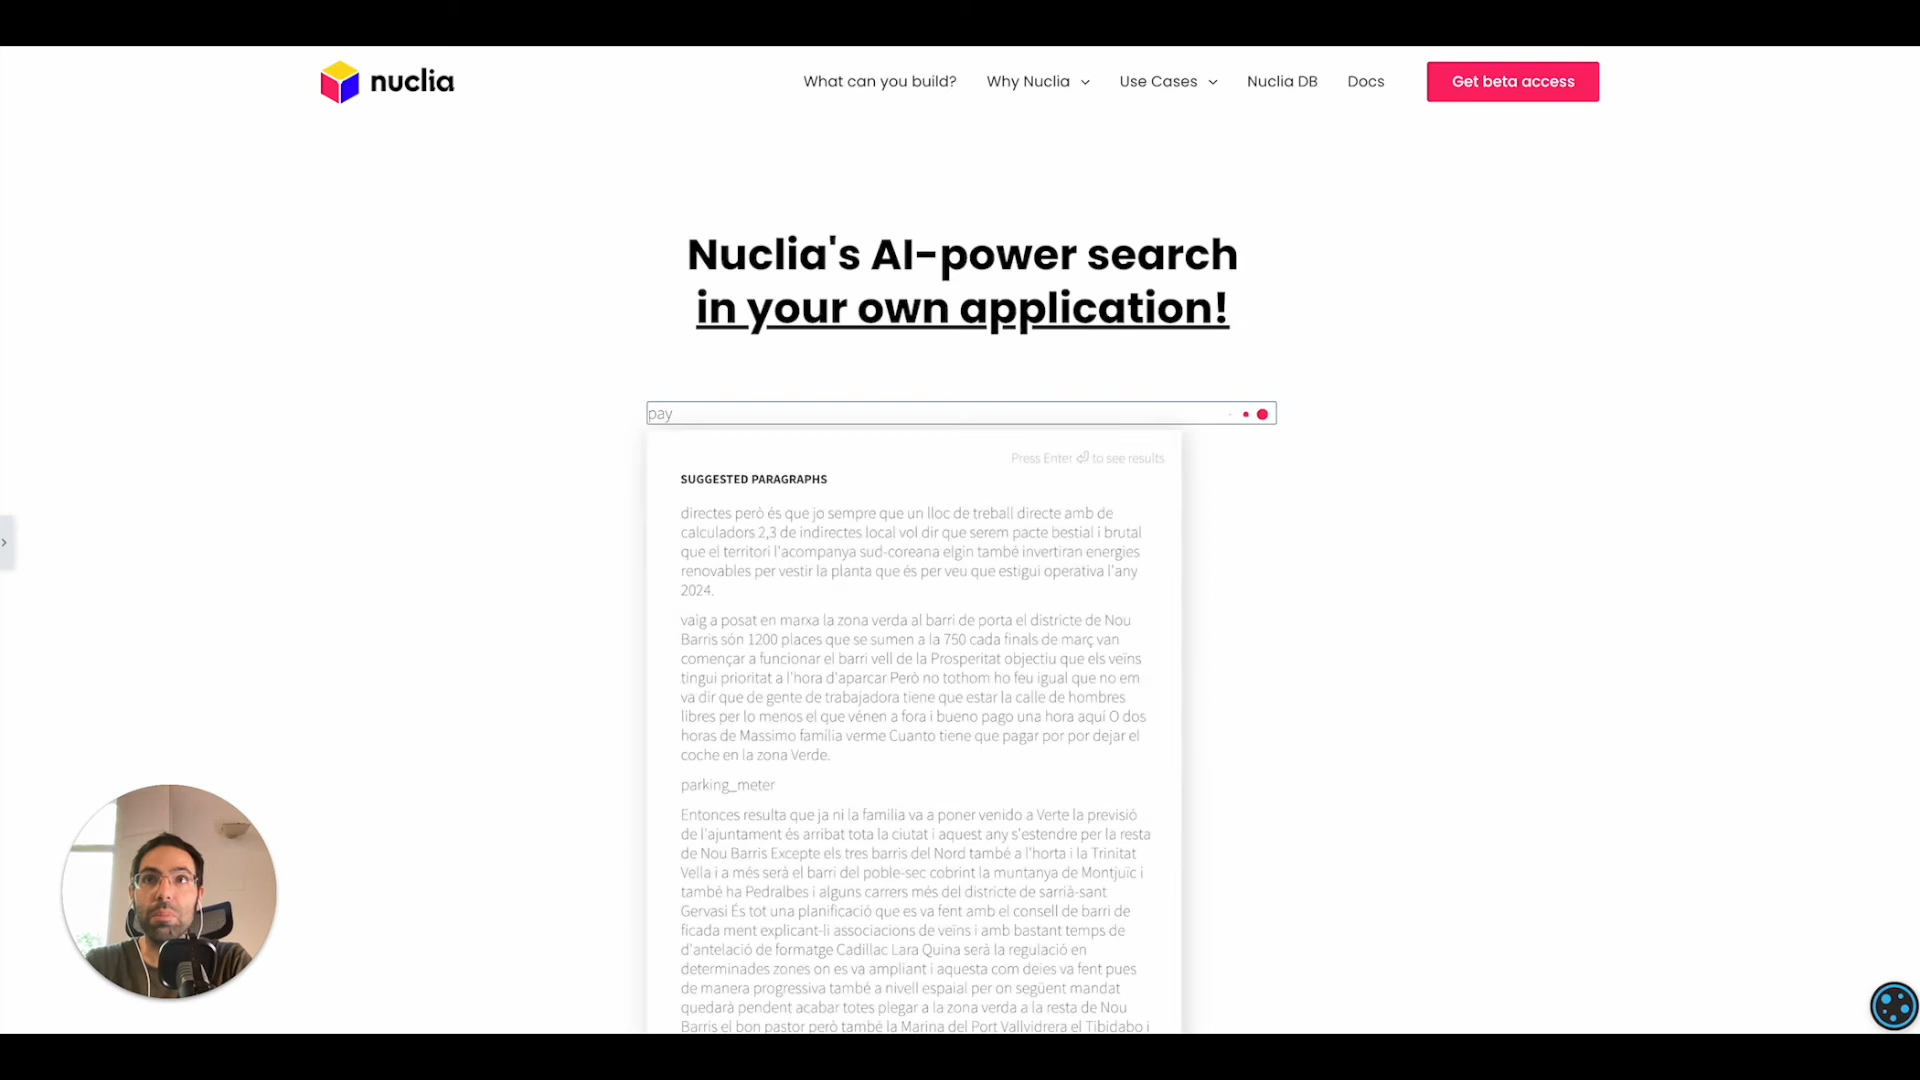 nuclia
What can you build?
Why Nuclia
Use Cases
Nuclia DB
Docs
Get beta access
Nuclia's AI-power search
in your own application!
pay
Press Enter ⏎ to see results
SUGGESTED PARAGRAPHS
directes però és que jo sempre que un lloc de treball directe amb de
calculadors 2,3 de indirectes local vol dir que serem pacte bestial i brutal
que el territori l'acompanya sud-coreana elgin també invertiran energies
renovables per vestir la planta que és per veu que estigui operativa l'any
2024.
vaig a posat en marxa la zona verda al barri de porta el districte de Nou
Barris són 1200 places que se sumen a la 750 cada finals de març van
començar a funcionar el barri vell de la Prosperitat objectiu que els veïns
tingui prioritat a l'hora d'aparcar Però no tothom ho feu igual que no em
va dir que de gente de trabajadora tiene que estar la calle de hombres
libres per lo menos el que vénen a fora i bueno pago una hora aquí O dos
horas de Massimo família verme Cuanto tiene que pagar por por dejar el
coche en la zona Verde.
parking_meter
Entonces resulta que ja ni la familia va a poner venido a Verte la previsió
de l'ajuntament és arribat tota la ciutat i aquest any s'estendre per la resta
de Nou Barris Excepte els tres barris del Nord també a l'horta i la Trinitat
Vella i a més serà el barri del poble-sec cobrint la muntanya de Montjuïc i
també ha Pedralbes i alguns carrers més del districte de sarrià-sant
Gervasi És tot una planificació que es va fent amb el consell de barri de
ficada ment explicant-li associacions de veïns i amb bastant temps de
d'antelació de formatge Cadillac Lara Quina serà la regulació en
determinades zones on es va ampliant i aquesta com deies va fent pues
de manera progressiva també a nivell espaial per on següent mandat
quedarà pendent acabar totes plegar a la zona verda a la resta de Nou
Barris el bon pastor però també la Marina del Port Vallvidrera el Tibidabo i